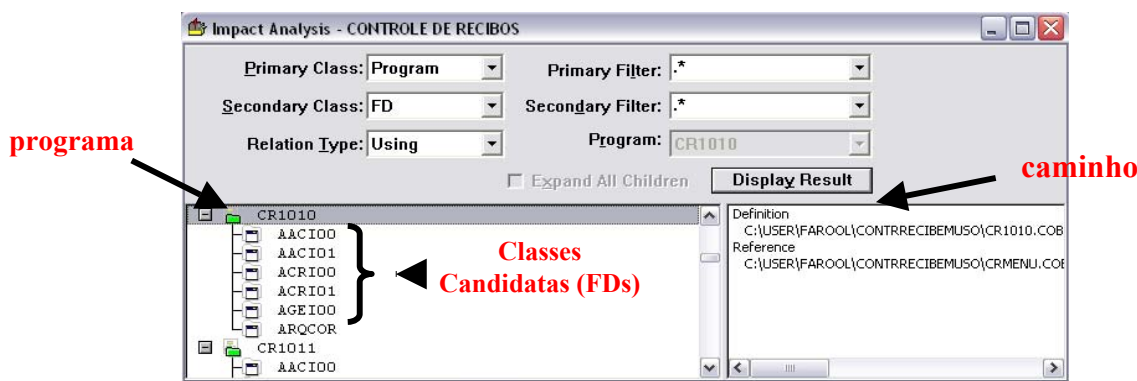 Impact Analysis - CONTROLE DE RECIBOS
Primary Class: Program
Primary Filter: .*
Secondary Class: FD
Secondary Filter: .*
programa
Relation Type: Using
Program: CR1010
caminho
Expand All Children
Display Result
CR1010
AACI00
AACI01
ACRI00
ACRI01
AGEI00
ARQCOR
CR1011
AACI00
Classes
Candidatas (FDs)
Definition
C:\USER\FAROOL\CONTRRECIBEMUSO\CR1010.COB
Reference
C:\USER\FAROOL\CONTRRECIBEMUSO\CRMENU.COB